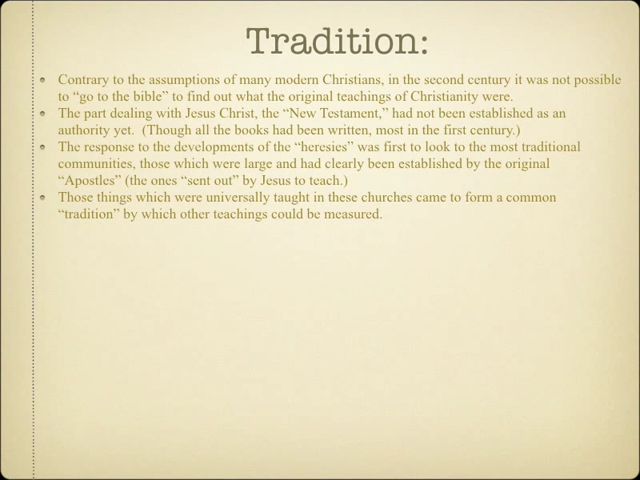 Tradition:
Contrary to the assumptions of many modern Christians, in the second century it was not possible
to “go to the bible” to find out what the original teachings of Christianity were.
The part dealing with Jesus Christ, the “New Testament,” had not been established as an
authority yet.  (Though all the books had been written, most in the first century.)
The response to the developments of the “heresies” was first to look to the most traditional
communities, those which were large and had clearly been established by the original
“Apostles” (the ones “sent out” by Jesus to teach.)
Those things which were universally taught in these churches came to form a common
“tradition” by which other teachings could be measured.